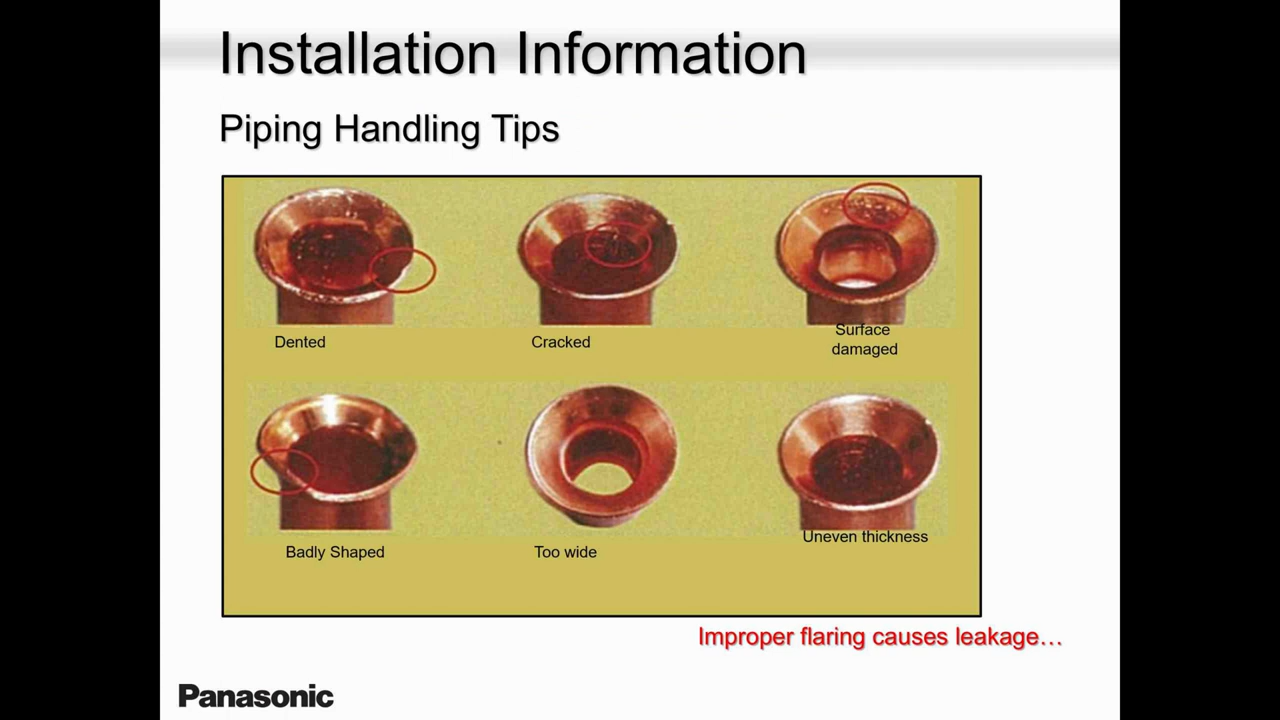 Installation Information
Piping Handling Tips
Dented
Cracked
Surface
damaged
Badly Shaped
Too wide
Uneven thickness
Improper flaring causes leakage…
Panasonic